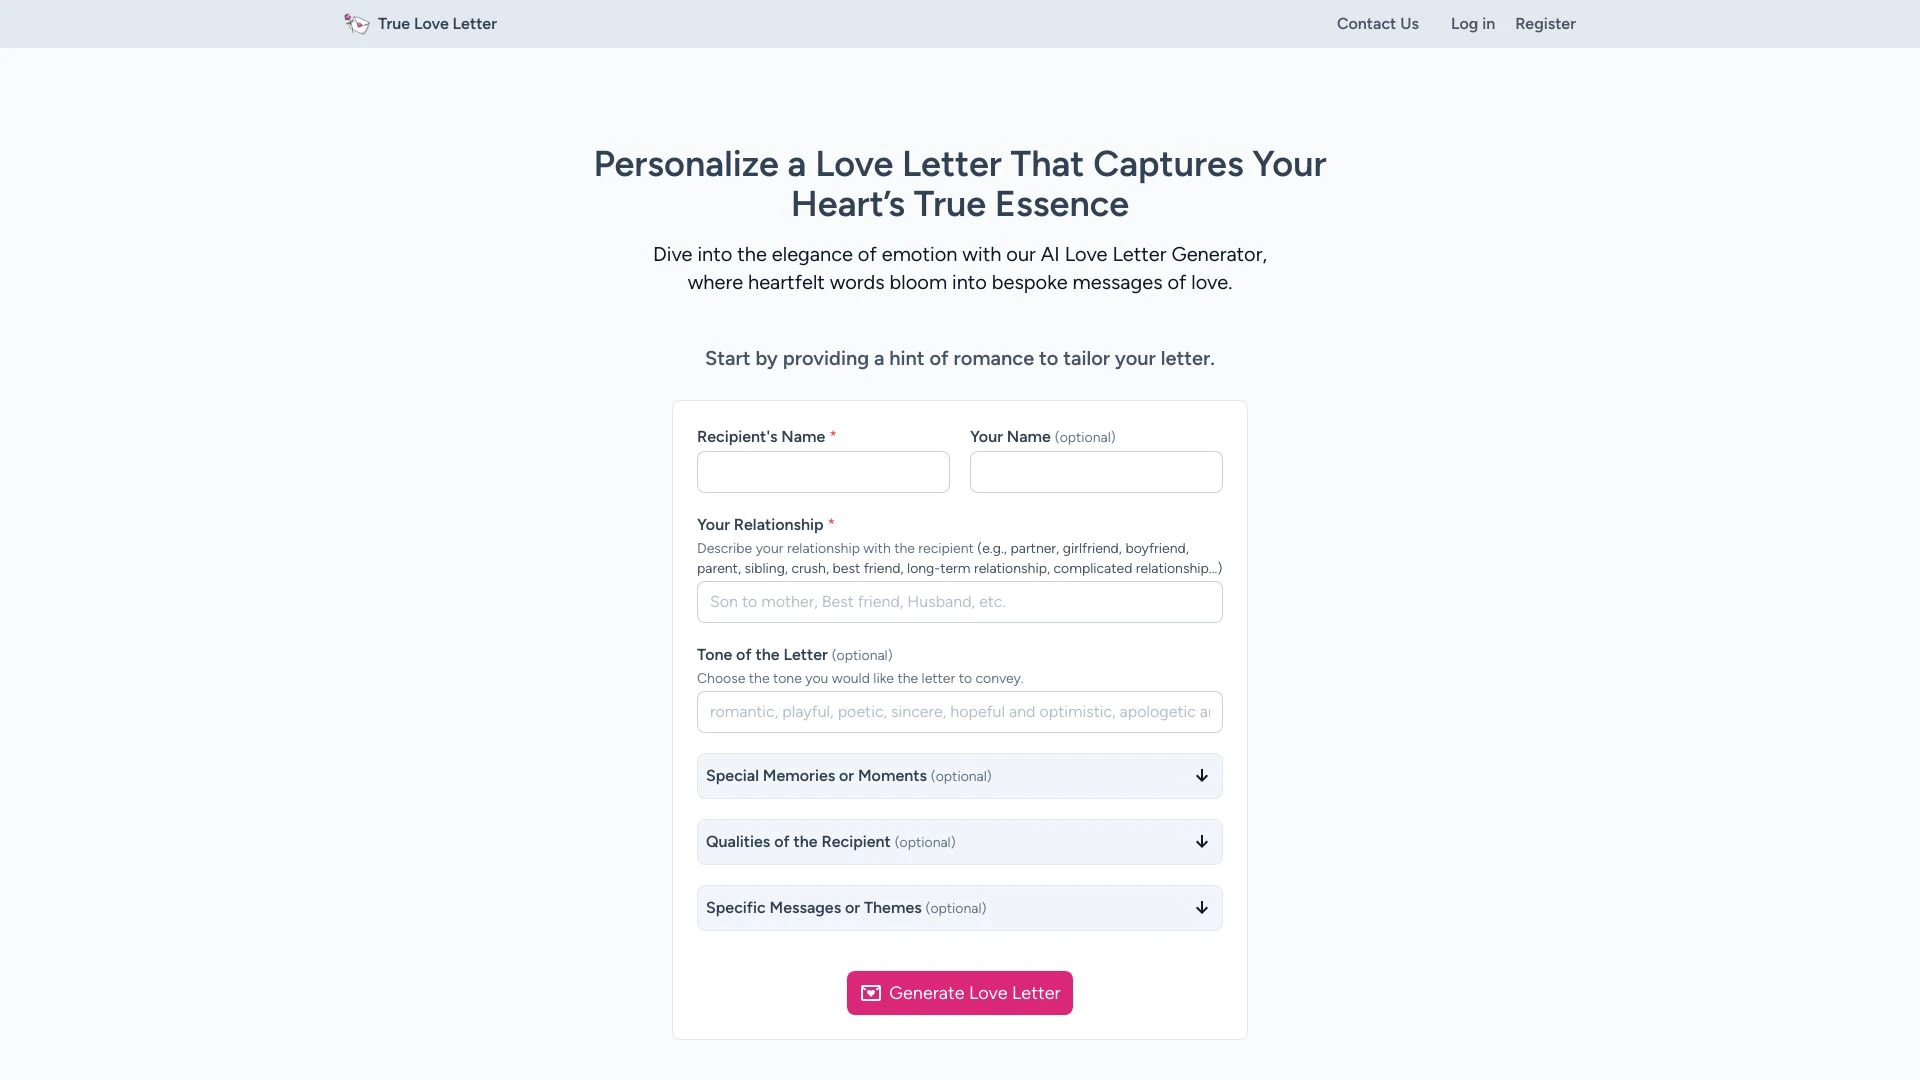 True Love Letter
Contact Us
Log in
Register
Personalize a Love Letter That Captures Your
Heart’s True Essence
Dive into the elegance of emotion with our AI Love Letter Generator,
where heartfelt words bloom into bespoke messages of love.
Start by providing a hint of romance to tailor your letter.
Recipient's Name *
Your Name (optional)
Your Relationship *
Describe your relationship with the recipient (e.g., partner, girlfriend, boyfriend,
parent, sibling, crush, best friend, long-term relationship, complicated relationship...)
Son to mother, Best friend, Husband, etc.
Tone of the Letter (optional)
Choose the tone you would like the letter to convey.
romantic, playful, poetic, sincere, hopeful and optimistic, apologetic
Special Memories or Moments (optional)
Qualities of the Recipient (optional)
Specific Messages or Themes (optional)
Generate Love Letter